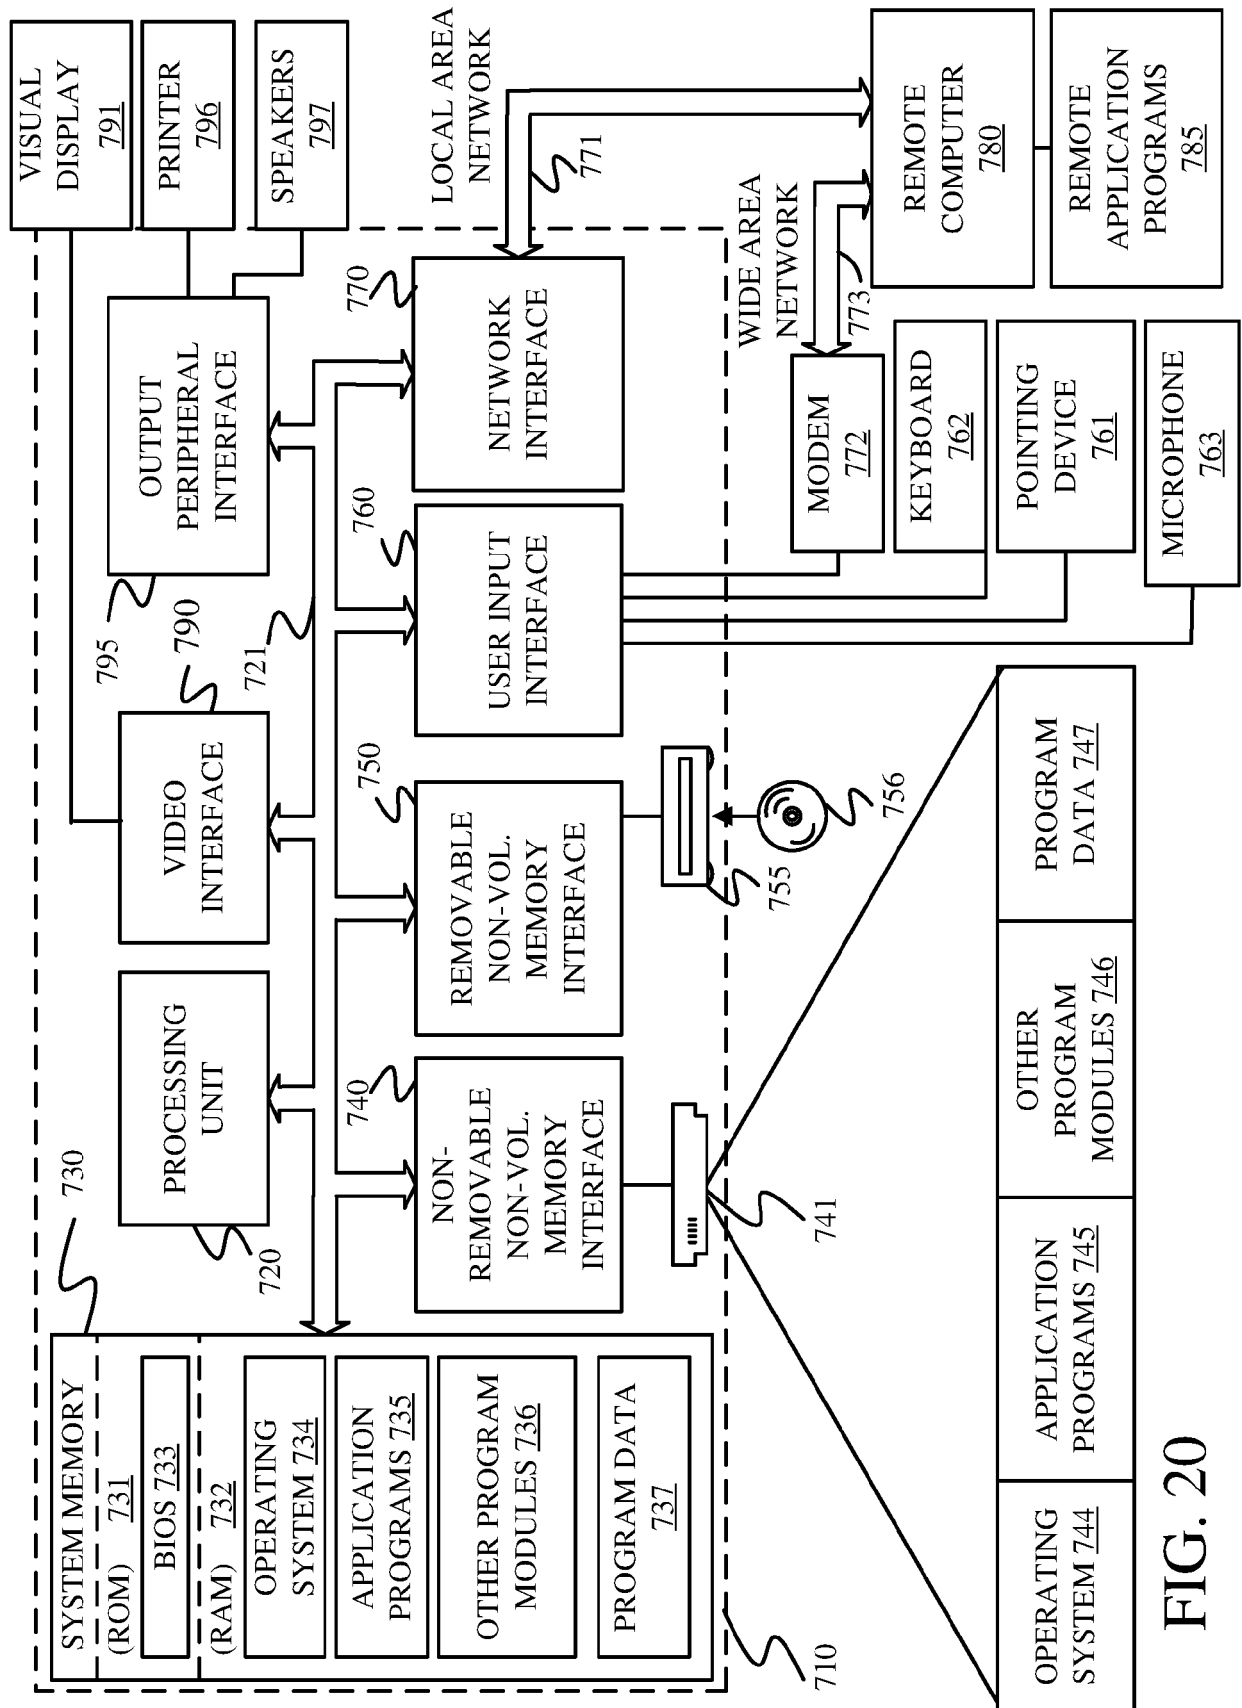 SYSTEM MEMORY
(ROM) 731
BIOS 733
(RAM) 732
OPERATING
SYSTEM 734
APPLICATION
PROGRAMS 735
OTHER PROGRAM
MODULES 736
PROGRAM DATA
737
730
710
PROCESSING
UNIT
720
VIDEO
INTERFACE
790
OUTPUT
PERIPHERAL
INTERFACE
795
721
VISUAL
DISPLAY
791
PRINTER
796
SPEAKERS
797
NON-
REMOVABLE
NON-VOL.
MEMORY
INTERFACE
740
REMOVABLE
NON-VOL.
MEMORY
INTERFACE
750
USER INPUT
INTERFACE
760
NETWORK
INTERFACE
770
LOCAL AREA
NETWORK
771
741
755
756
WIDE AREA
NETWORK
773
MODEM
772
KEYBOARD
762
POINTING
DEVICE
761
MICROPHONE
763
REMOTE
COMPUTER
780
REMOTE
APPLICATION
PROGRAMS
785
OPERATING
SYSTEM 744
APPLICATION
PROGRAMS 745
OTHER
PROGRAM
MODULES 746
PROGRAM
DATA 747
FIG. 20